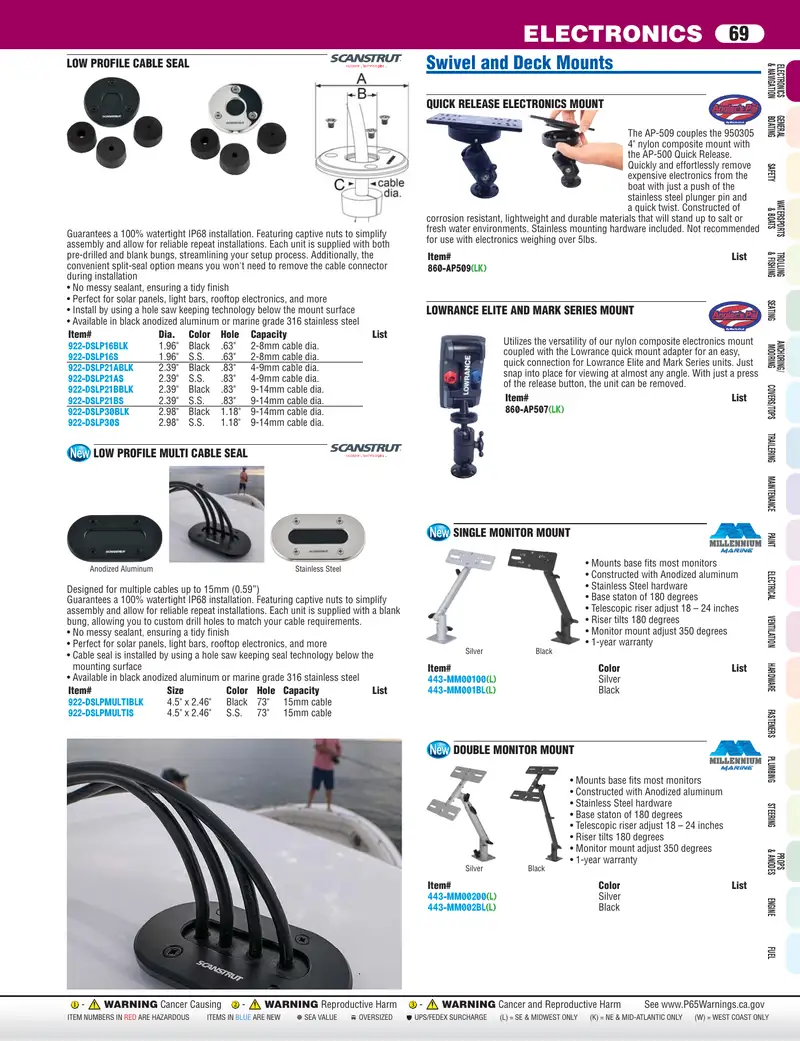 ELECTRONICS 69
LOW PROFILE CABLE SEAL
SCANSTRUT
A
B
C
cable
dia.
SCANSTRUT
Guarantees a 100% watertight IP68 installation. Featuring captive nuts to simplify
assembly and allow for reliable repeat installations. Each unit is supplied with both
pre-drilled and blank bungs, streamlining your setup process. Additionally, the
convenient split-seal option means you won't need to remove the cable connector
during installation
• No messy sealant, ensuring a tidy finish
• Perfect for solar panels, light bars, rooftop electronics, and more
• Install by using a hole saw keeping technology below the mount surface
• Available in black anodized aluminum or marine grade 316 stainless steel
Item# Dia. Color Hole Capacity List
922-DSLP16BLK 1.96" Black .63" 2-8mm cable dia.
922-DSLP16S 1.96" S.S. .63" 2-8mm cable dia.
922-DSLP21ABLK 2.39" Black .83" 4-9mm cable dia.
922-DSLP21AS 2.39" S.S. .83" 4-9mm cable dia.
922-DSLP21BBLK 2.39" Black .83" 9-14mm cable dia.
922-DSLP21BS 2.39" S.S. .83" 9-14mm cable dia.
922-DSLP30BLK 2.98" Black 1.18" 9-14mm cable dia.
922-DSLP30S 2.98" S.S. 1.18" 9-14mm cable dia.
New LOW PROFILE MULTI CABLE SEAL
SCANSTRUT
SCANSTRUT
SCANSTRUT
Anodized Aluminum
Stainless Steel
Designed for multiple cables up to 15mm (0.59")
Guarantees a 100% watertight IP68 installation. Featuring captive nuts to simplify
assembly and allow for reliable repeat installations. Each unit is supplied with a blank
bung, allowing you to custom drill holes to match your cable requirements.
• No messy sealant, ensuring a tidy finish
• Perfect for solar panels, light bars, rooftop electronics, and more
• Cable seal is installed by using a hole saw keeping seal technology below the
mounting surface
• Available in black anodized aluminum or marine grade 316 stainless steel
Item# Size Color Hole Capacity List
922-DSLPMULTIBLK 4.5" x 2.46" Black 73" 15mm cable
922-DSLPMULTIS 4.5" x 2.46" S.S. 73" 15mm cable
SCANSTRUT
Swivel and Deck Mounts
QUICK RELEASE ELECTRONICS MOUNT
Angler's Pal
The AP-509 couples the 950305
4" nylon composite mount with
the AP-500 Quick Release.
Quickly and effortlessly remove
expensive electronics from the
boat with just a push of the
stainless steel plunger pin and
a quick twist. Constructed of
corrosion resistant, lightweight and durable materials that will stand up to salt or
fresh water environments. Stainless mounting hardware included. Not recommended
for use with electronics weighing over 5lbs.
Item# List
860-AP509(LK)
LOWRANCE ELITE AND MARK SERIES MOUNT
Angler's Pal
LOWRANCE
Utilizes the versatility of our nylon composite electronics mount
coupled with the Lowrance quick mount adapter for an easy,
quick connection for Lowrance Elite and Mark Series units. Just
snap into place for viewing at almost any angle. With just a press
of the release button, the unit can be removed.
Item# List
860-AP507(LK)
New SINGLE MONITOR MOUNT
MILLENNIUM
MARINE
• Mounts base fits most monitors
• Constructed with Anodized aluminum
• Stainless Steel hardware
• Base staton of 180 degrees
• Telescopic riser adjust 18 – 24 inches
• Riser tilts 180 degrees
• Monitor mount adjust 350 degrees
• 1-year warranty
Silver Black
Item# Color List
443-MM00100(L) Silver
443-MM001BL(L) Black
New DOUBLE MONITOR MOUNT
MILLENNIUM
MARINE
• Mounts base fits most monitors
• Constructed with Anodized aluminum
• Stainless Steel hardware
• Base staton of 180 degrees
• Telescopic riser adjust 18 – 24 inches
• Riser tilts 180 degrees
• Monitor mount adjust 350 degrees
• 1-year warranty
Silver Black
Item# Color List
443-MM00200(L) Silver
443-MM002BL(L) Black
ELECTRONICS
& NAVIGATION
GENERAL
BOATING
SAFETY
WATERSPORTS
& BOATS
TROLLING
& FISHING
SEATING
ANCHORING/
MOORING
COVERS/TOPS
TRAILERING
MAINTENANCE
PAINT
ELECTRICAL
VENTILATION
HARDWARE
FASTENERS
PLUMBING
STEERING
PROPS
& ANODES
ENGINE
FUEL
1 - WARNING Cancer Causing 2 - WARNING Reproductive Harm 3 - WARNING Cancer and Reproductive Harm See www.P65Warnings.ca.gov
ITEM NUMBERS IN RED ARE HAZARDOUS ITEMS IN BLUE ARE NEW SEA VALUE OVERSIZED UPS/FEDEX SURCHARGE (L) = SE & MIDWEST ONLY (K) = NE & MID-ATLANTIC ONLY (W) = WEST COAST ONLY